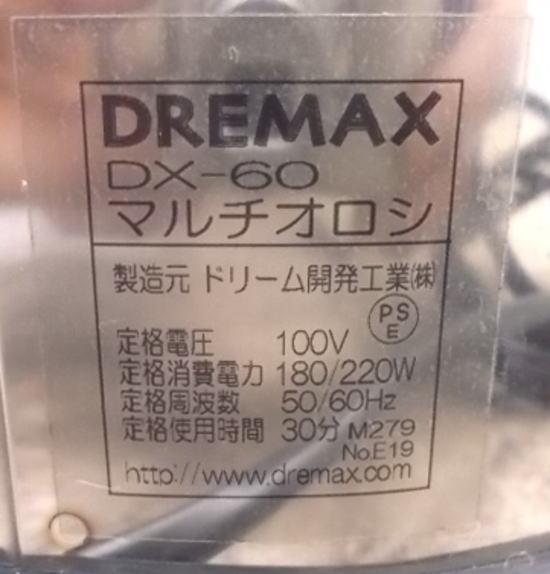 DREMAX
DX-60
マルチオロシ
製造元 ドリーム開発工業㈱
PS
E
定格電圧 100V
定格消費電力 180/220W
定格周波数 50/60Hz
定格使用時間 30分 M279
No.E19
http://www.dremax.com